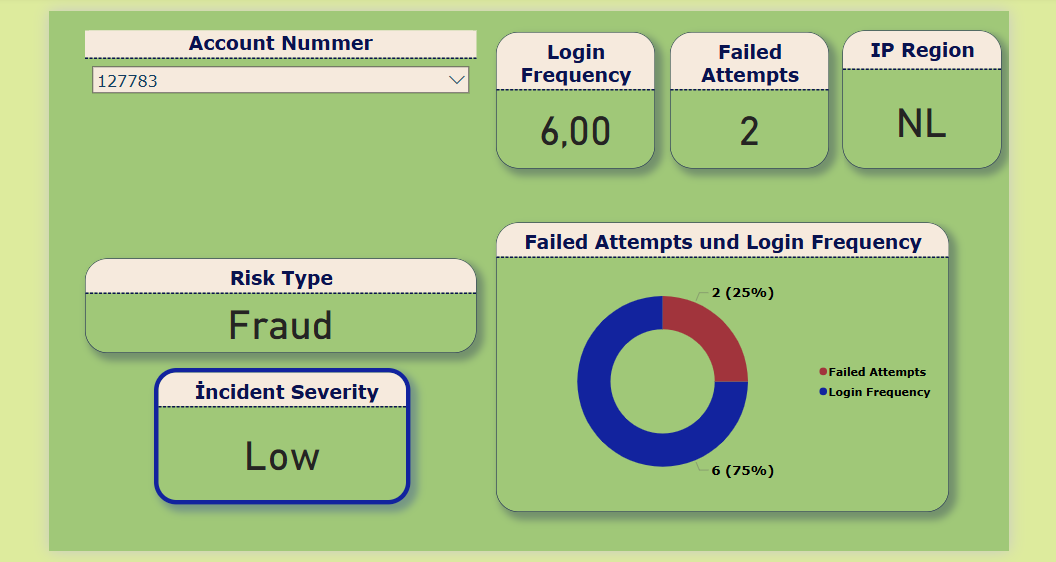 Account Nummer
127783
Login
Frequency
6,00
Failed
Attempts
2
IP Region
NL
Risk Type
Fraud
İncident Severity
Low
Failed Attempts und Login Frequency
2 (25%)
6 (75%)
Failed Attempts
Login Frequency